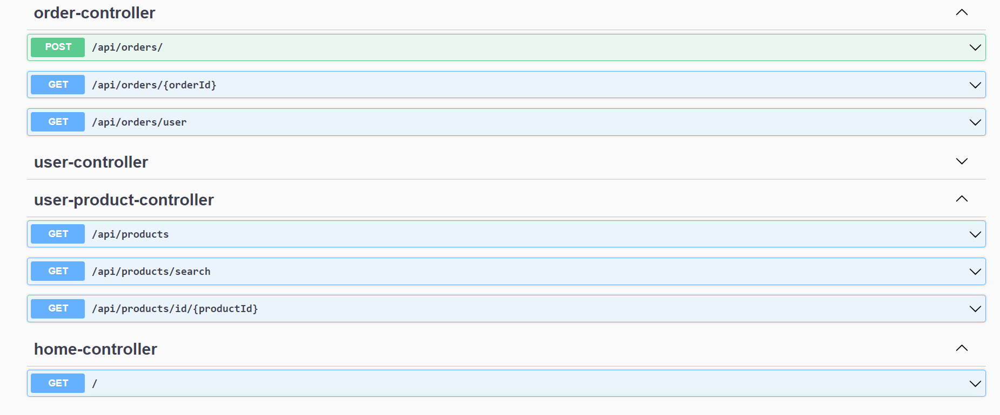 order-controller
POST /api/orders/
GET /api/orders/{orderId}
GET /api/orders/user
user-controller
user-product-controller
GET /api/products
GET /api/products/search
GET /api/products/id/{productId}
home-controller
GET /